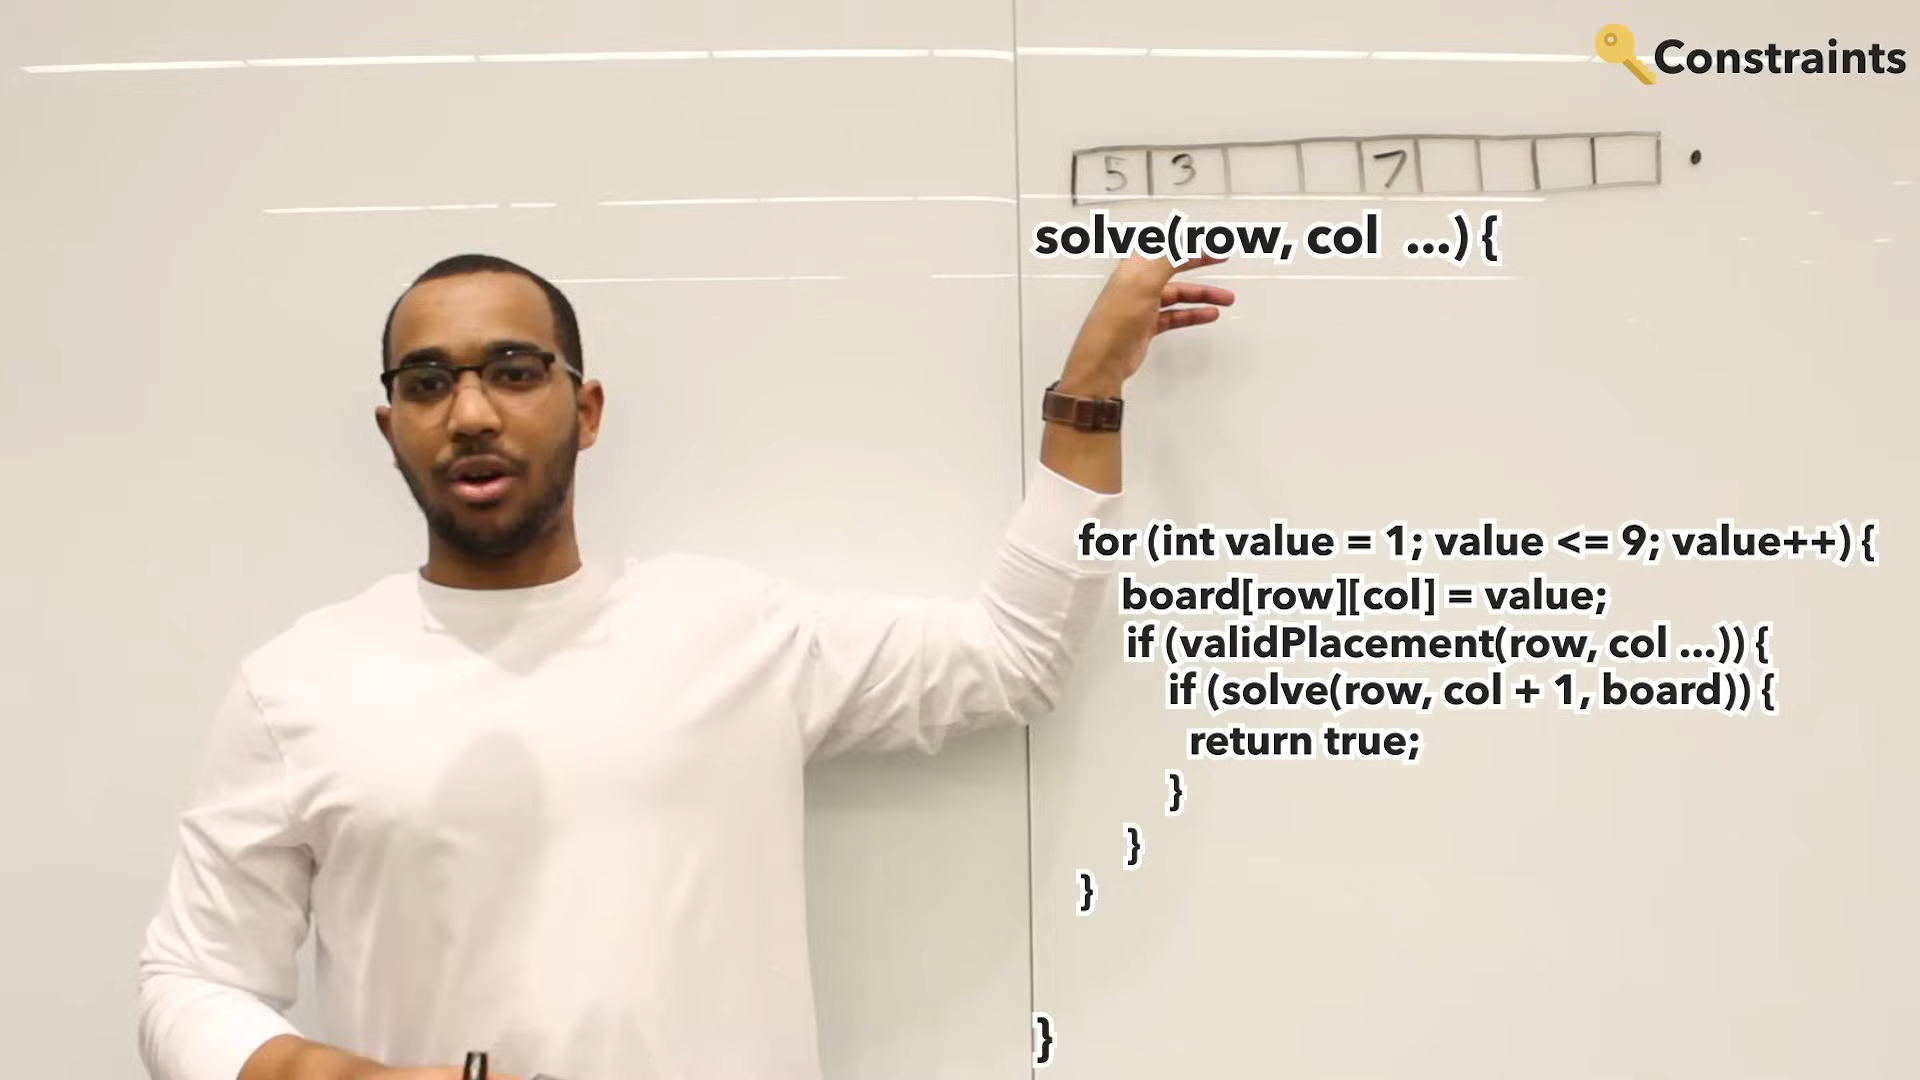 Constraints
5 3 7
solve(row, col ...) {
for (int value = 1; value <= 9; value++) {
board[row][col] = value;
if (validPlacement(row, col ...)) {
if (solve(row, col + 1, board)) {
return true;
}
}
}
}